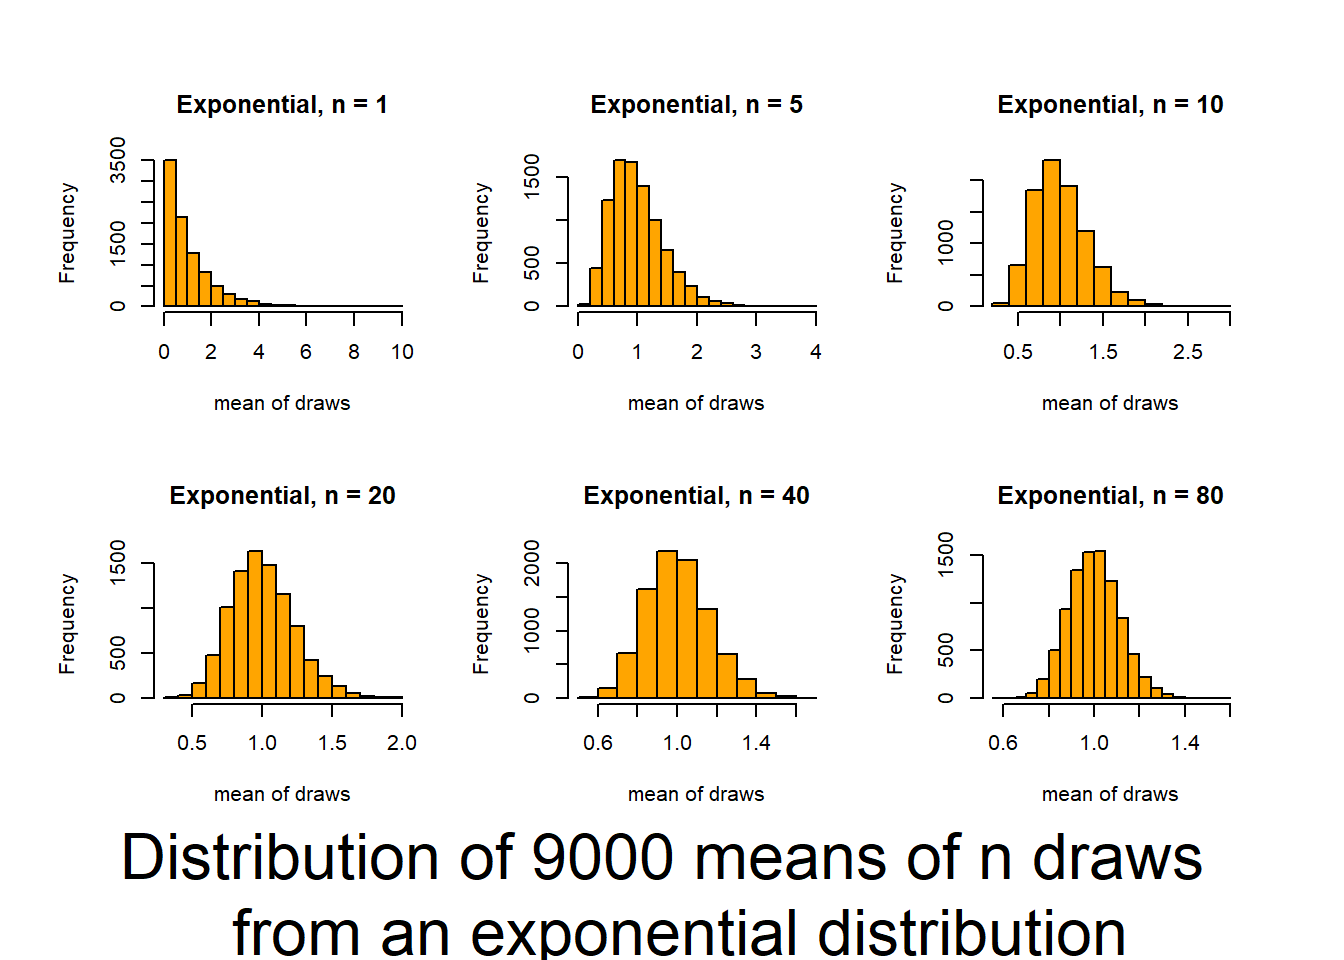 Exponential, n = 1
Frequency
0 1500 3500
0 2 4 6 8 10
mean of draws
Exponential, n = 5
Frequency
0 500 1500
0 1 2 3 4
mean of draws
Exponential, n = 10
Frequency
0 1000
0.5 1.5 2.5
mean of draws
Exponential, n = 20
Frequency
0 500 1500
0.5 1.0 1.5 2.0
mean of draws
Exponential, n = 40
Frequency
0 1000 2000
0.6 1.0 1.4
mean of draws
Exponential, n = 80
Frequency
0 500 1500
0.6 1.0 1.4
mean of draws
Distribution of 9000 means of n draws
from an exponential distribution